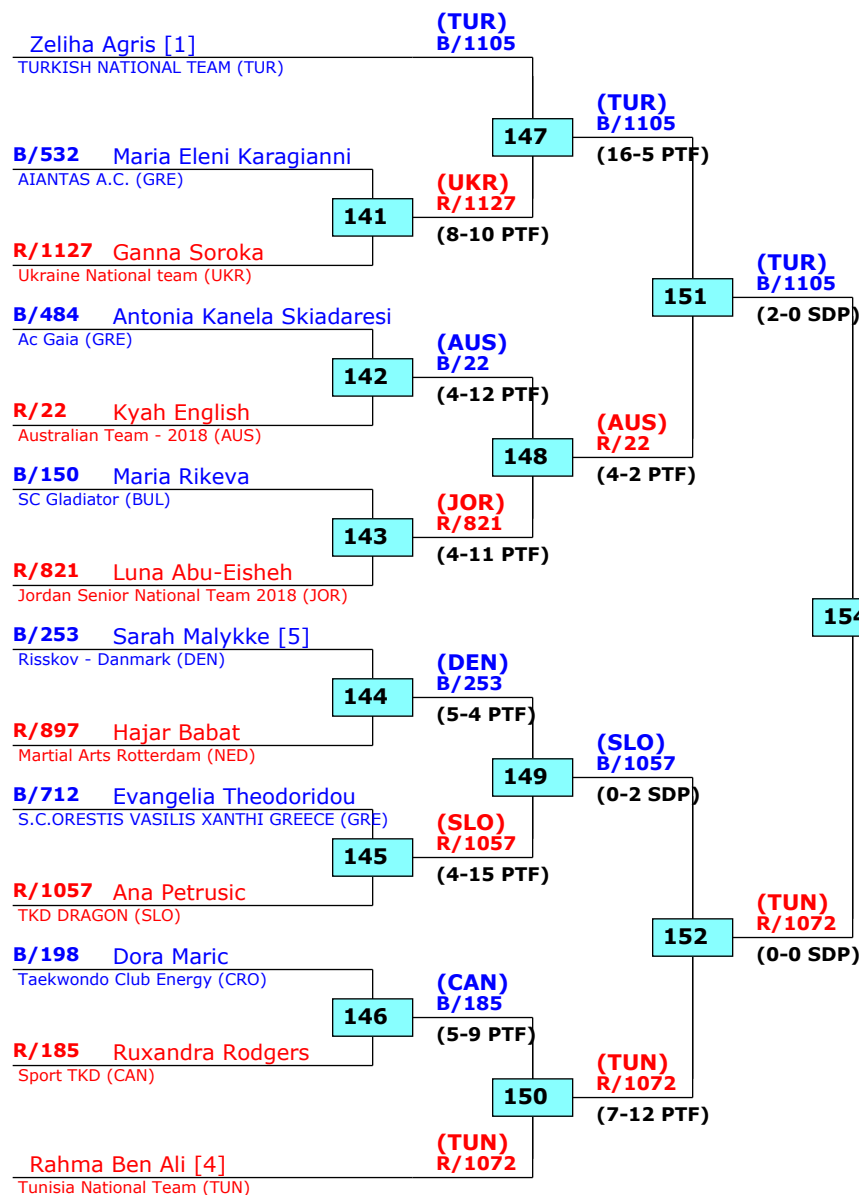 (TUR)
Zeliha Agris [1]
B/1105
TURKISH NATIONAL TEAM (TUR)
(TUR)
147
B/1105
B/532 Maria Eleni Karagianni
(16-5 PTF)
AIANTAS A.C. (GRE)
(UKR)
141
R/1127
(8-10 PTF)
R/1127 Ganna Soroka
Ukraine National team (UKR)
(TUR)
B/1105
151
B/484 Antonia Kanela Skiadaresi
(2-0 SDP)
Ac Gaia (GRE)
(AUS)
B/22
142
(4-12 PTF)
R/22 Kyah English
(AUS)
Australian Team - 2018 (AUS)
R/22
148
B/150 Maria Rikeva
(4-2 PTF)
SC Gladiator (BUL)
(JOR)
R/821
143
(4-11 PTF)
R/821 Luna Abu-Eisheh
Jordan Senior National Team 2018 (JOR)
154
B/253 Sarah Malykke [5]
Risskov - Danmark (DEN)
(DEN)
B/253
144
(5-4 PTF)
R/897 Hajar Babat
(SLO)
Martial Arts Rotterdam (NED)
B/1057
149
B/712 Evangelia Theodoridou
(0-2 SDP)
S.C.ORESTIS VASILIS XANTHI GREECE (GRE)
(SLO)
R/1057
145
(4-15 PTF)
R/1057 Ana Petrusic
(TUN)
TKD DRAGON (SLO)
R/1072
152
B/198 Dora Maric
(0-0 SDP)
Taekwondo Club Energy (CRO)
(CAN)
B/185
146
(5-9 PTF)
R/185 Ruxandra Rodgers
(TUN)
Sport TKD (CAN)
R/1072
150
(7-12 PTF)
(TUN)
Rahma Ben Ali [4]
R/1072
Tunisia National Team (TUN)